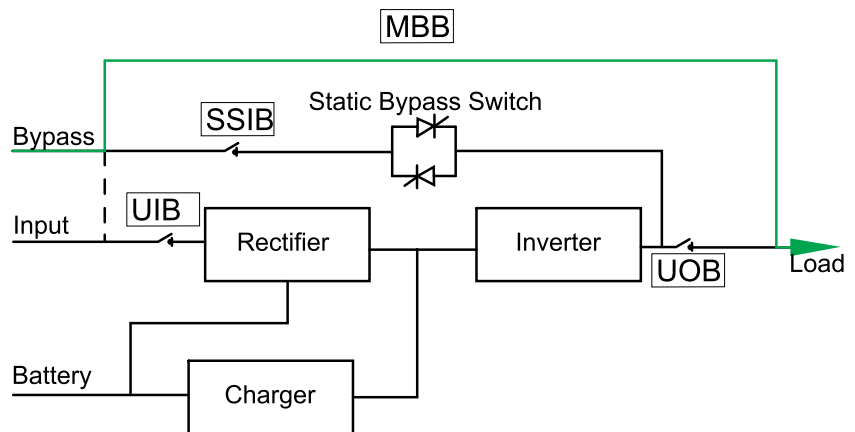 MBB
Static Bypass Switch
SSIB
Bypass
UIB
Input
Rectifier
Inverter
UOB
Load
Battery
Charger